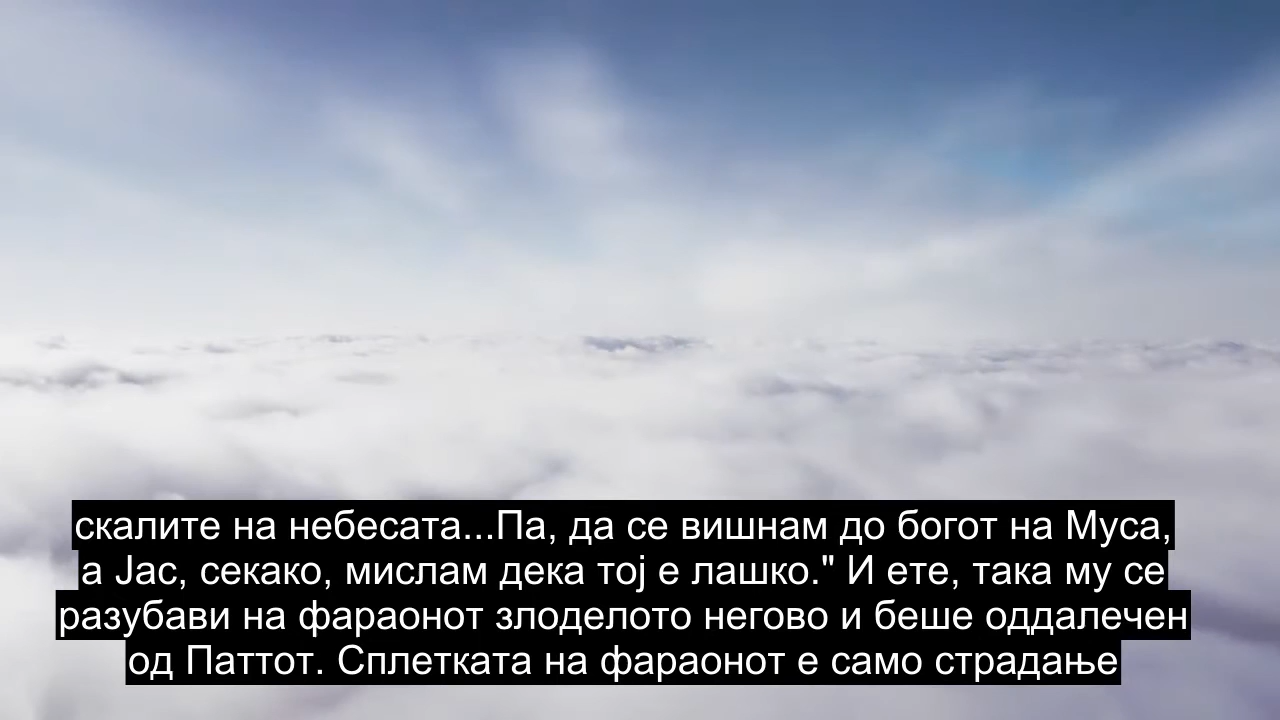 скалите на небесата...Па, да се вишнам до богот на Муса,
а Јас, секако, мислам дека тој е лашко." И ете, така му се
разубави на фараонот злоделото негово и беше оддалечен
од Паттот. Сплетката на фараонот е само страдање